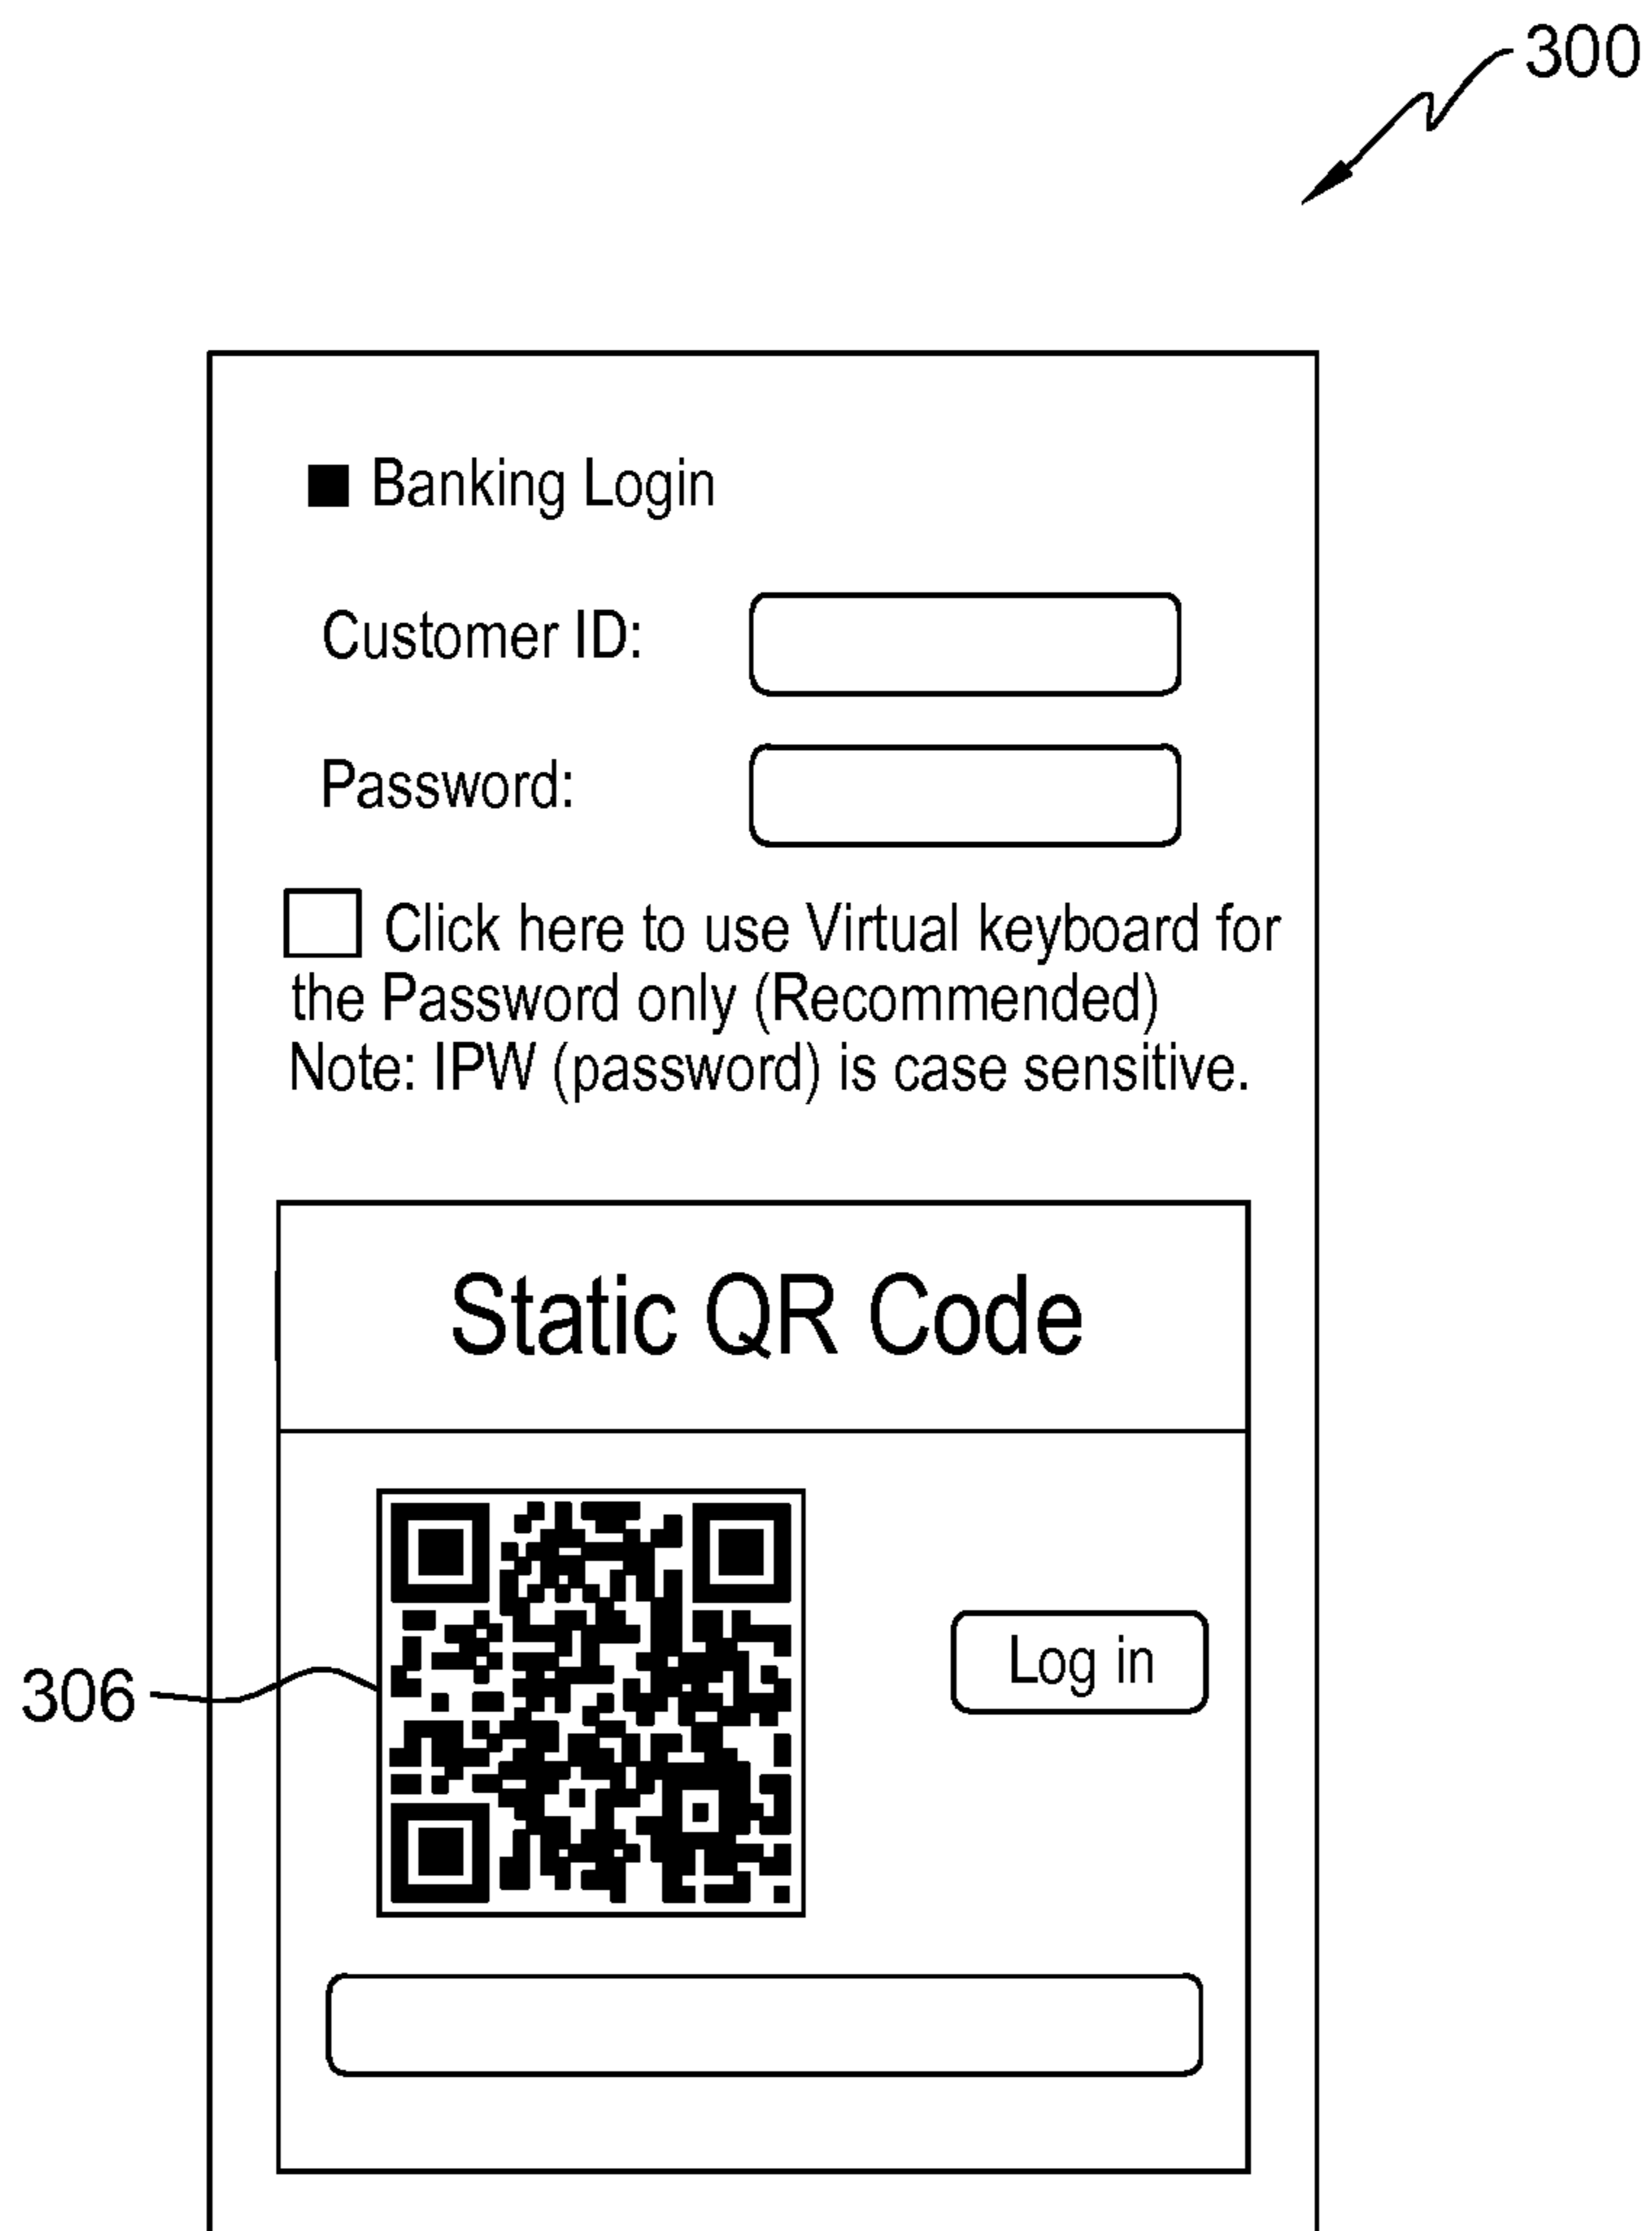 300
Banking Login
Customer ID:
Password:
Click here to use Virtual keyboard for
the Password only (Recommended)
Note: IPW (password) is case sensitive.
Static QR Code
Log in
306